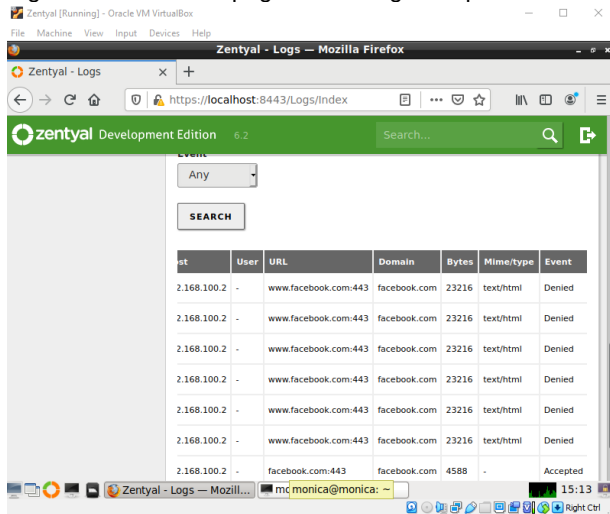 Zentyal [Running] - Oracle VM VirtualBox
File Machine View Input Devices Help
Zentyal - Logs — Mozilla Firefox
Zentyal - Logs
https://localhost:8443/Logs/Index
zentyal Development Edition 6.2
Search...
Event
Any
SEARCH
ost User URL Domain Bytes Mime/type Event
2.168.100.2 - www.facebook.com:443 facebook.com 23216 text/html Denied
2.168.100.2 - www.facebook.com:443 facebook.com 23216 text/html Denied
2.168.100.2 - www.facebook.com:443 facebook.com 23216 text/html Denied
2.168.100.2 - www.facebook.com:443 facebook.com 23216 text/html Denied
2.168.100.2 - www.facebook.com:443 facebook.com 23216 text/html Denied
2.168.100.2 - www.facebook.com:443 facebook.com 23216 text/html Denied
2.168.100.2 - facebook.com:443 facebook.com 4588 - Accepted
Zentyal - Logs — Mozill...
mo monica@monica: ~
15:13
Right Ctrl